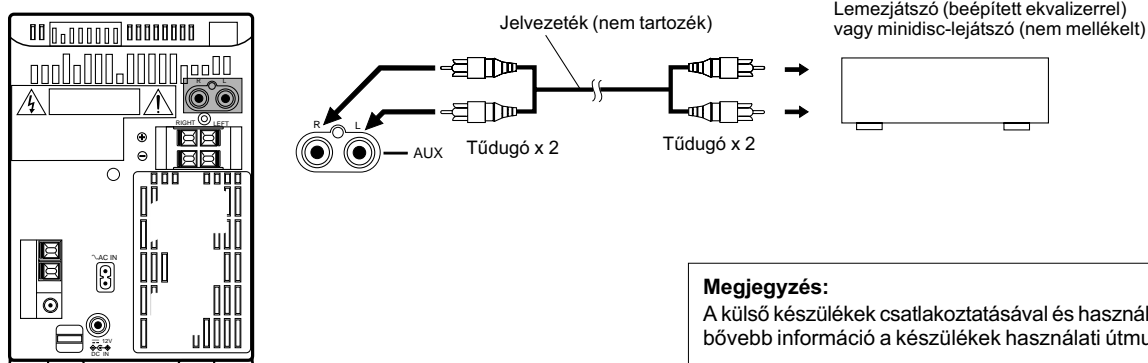 Jelvezeték (nem tartozék)
Lemezjátszó (beépített ekvalizerrel)
vagy minidisc-lejátszó (nem mellékelt)
R L
RIGHT LEFT
R L
AUX
Tűdugó x 2
Tűdugó x 2
AC IN
12V
DC IN
Megjegyzés:
A külső készülékek csatlakoztatásával és használ
bővebb információ a készülékek használati útmu